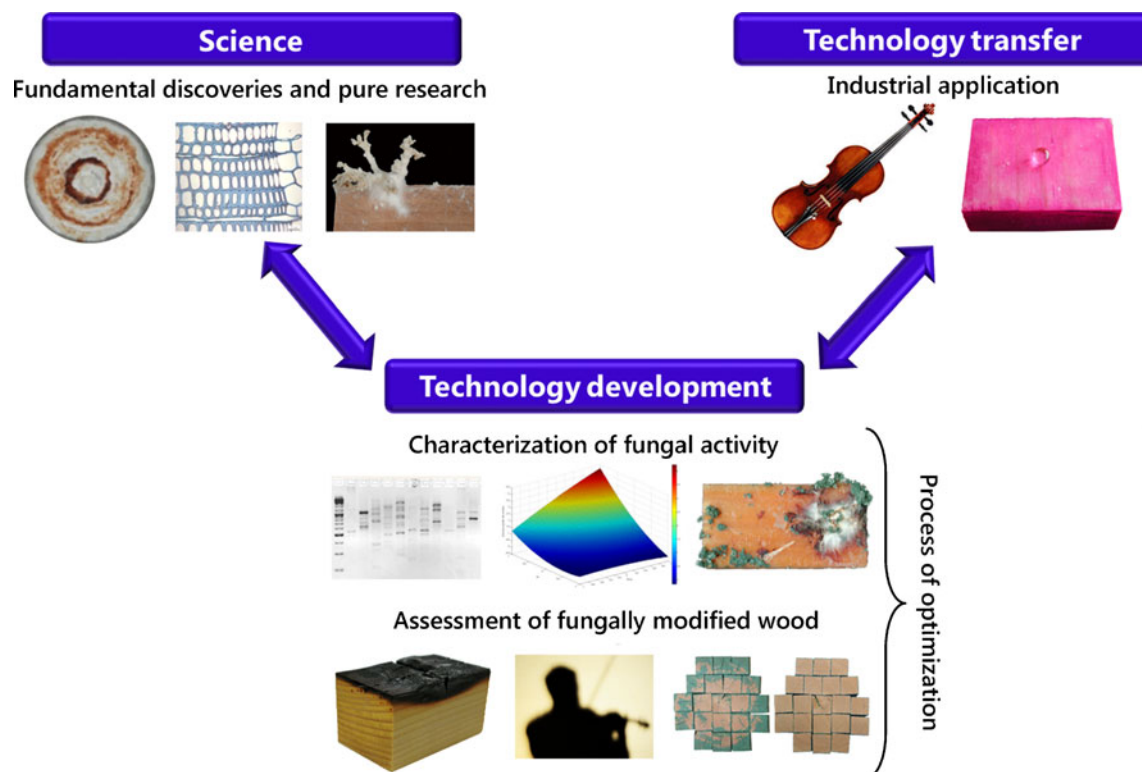 Science
Technology transfer
Fundamental discoveries and pure research
Industrial application
Technology development
Characterization of fungal activity
Assessment of fungally modified wood
Process of optimization